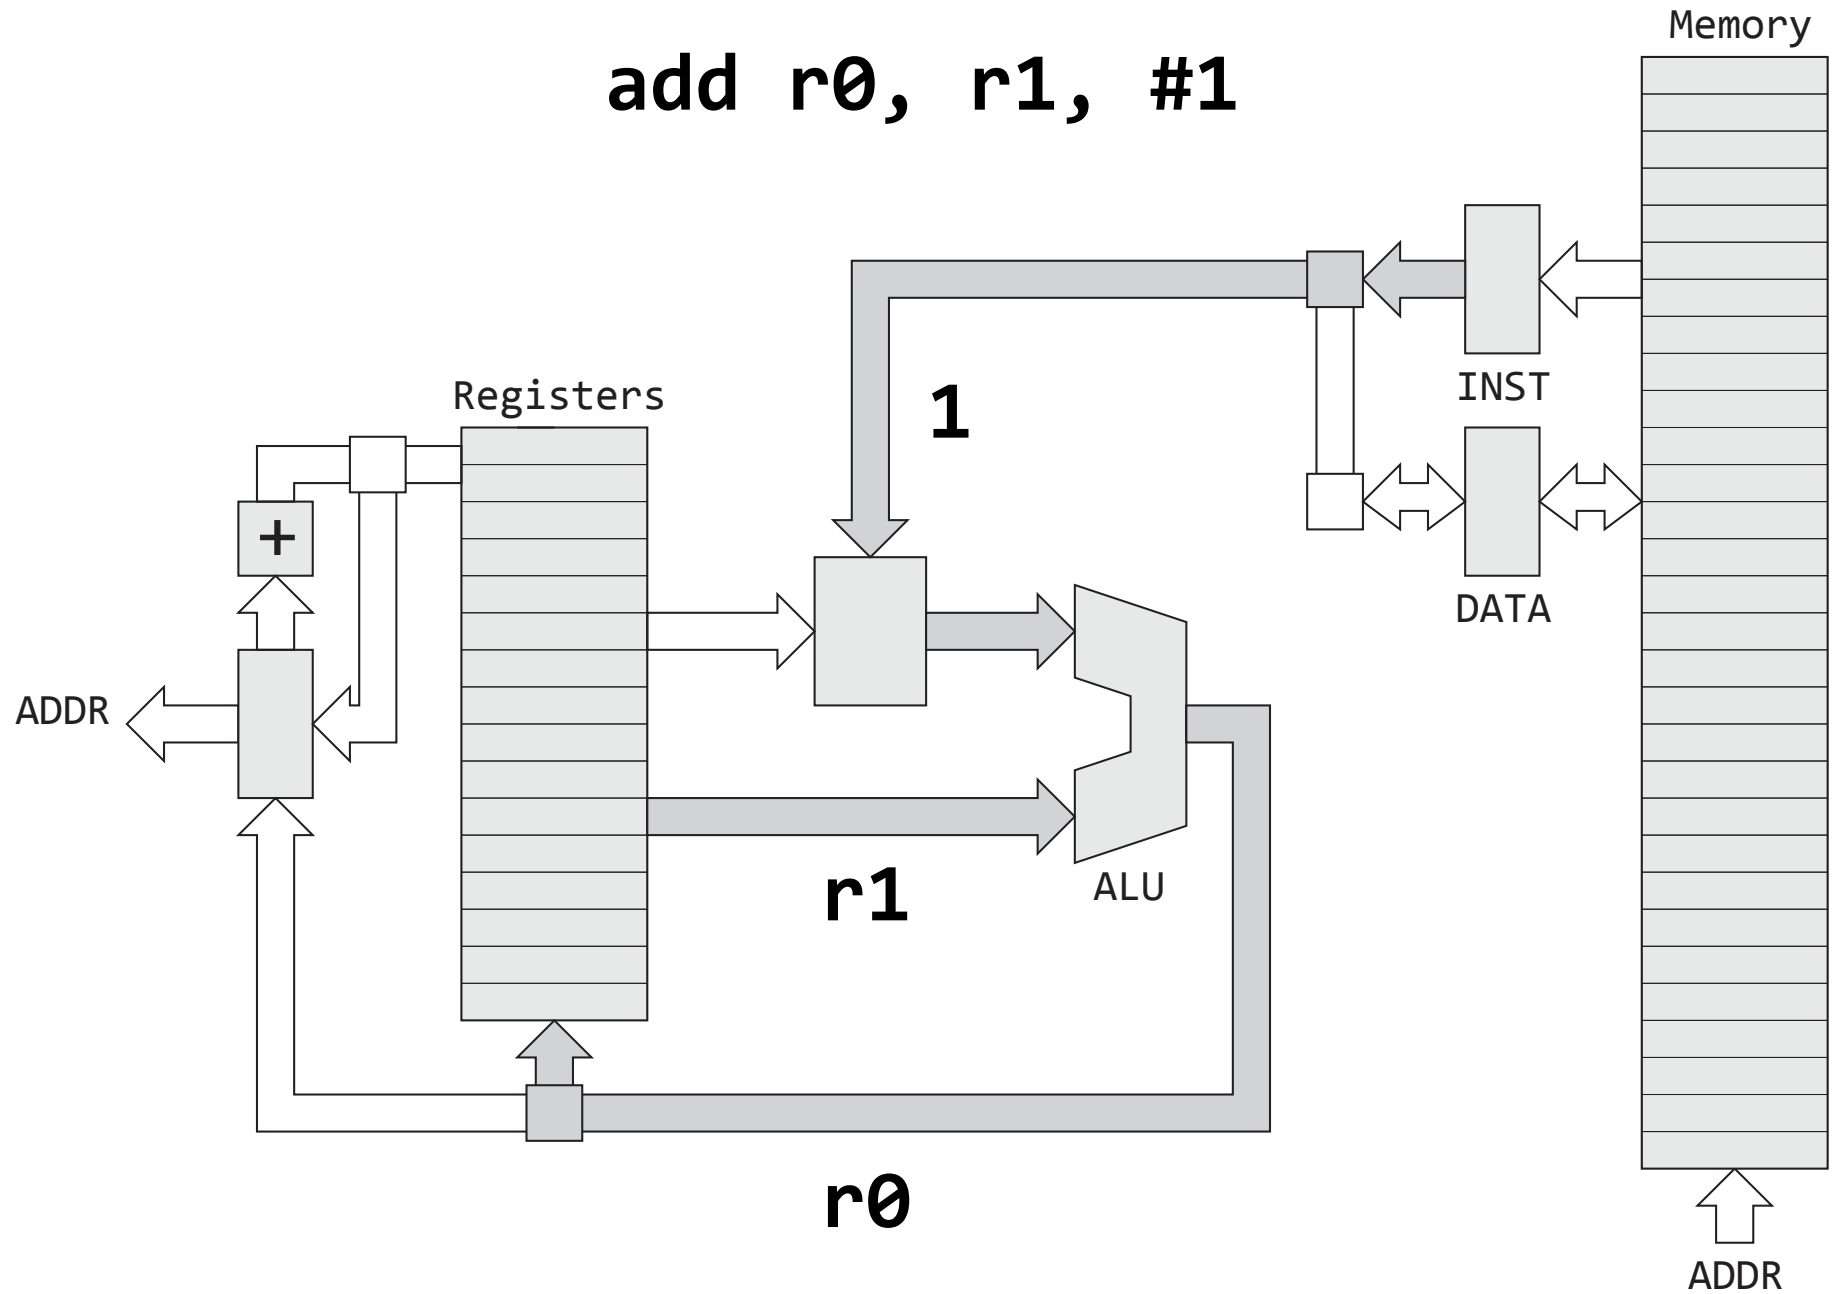 Memory
add r0, r1, #1
INST
Registers
1
+
DATA
ADDR
r1
ALU
r0
ADDR